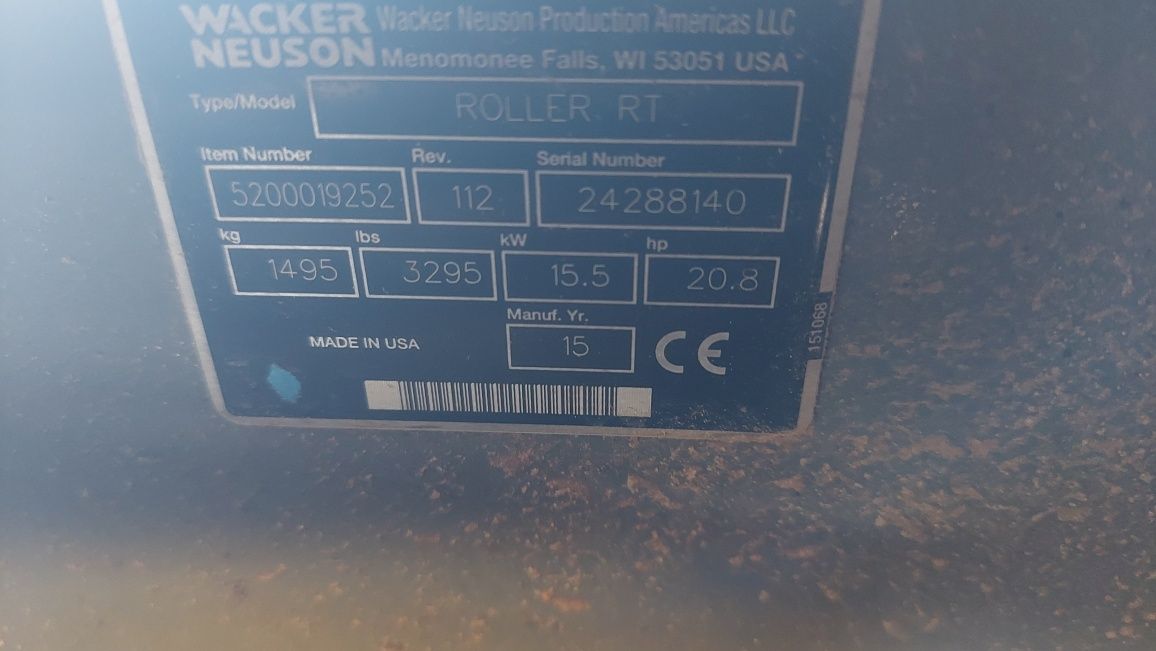 WACKER NEUSON
Wacker Neuson Production Americas LLC
Menomonee Falls, WI 53051 USA
Type/Model ROLLER RT
Item Number Rev. Serial Number
5200019252 112 24288140
kg lbs kW hp
1495 3295 15.5 20.8
Manuf. Yr.
MADE IN USA 15 CE
151068